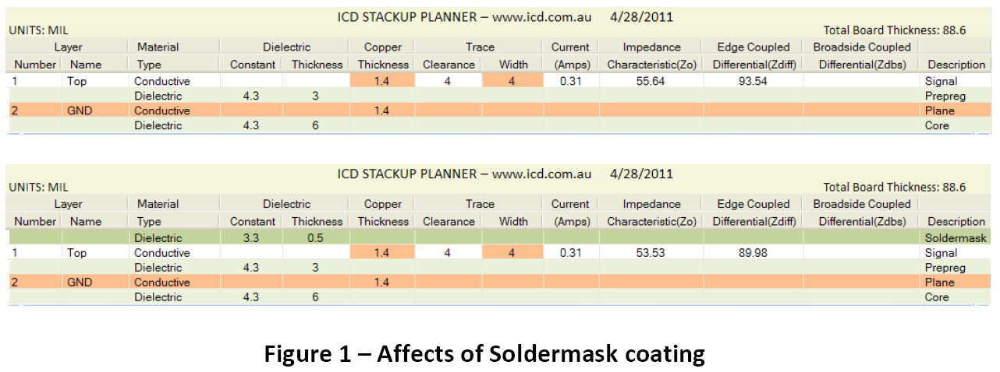 ICD STACKUP PLANNER – www.icd.com.au 4/28/2011
UNITS: MIL
Total Board Thickness: 88.6
Layer Material Dielectric Copper Trace Current Impedance Edge Coupled Broadside Coupled
Number Name Type Constant Thickness Thickness Clearance Width (Amps) Characteristic(Zo) Differential(Zdiff) Differential(Zdbs) Description
1 Top Conductive 1.4 4 4 0.31 55.64 93.54 Signal
Dielectric 4.3 3 Prepreg
2 GND Conductive 1.4 Plane
Dielectric 4.3 6 Core
ICD STACKUP PLANNER – www.icd.com.au 4/28/2011
UNITS: MIL
Total Board Thickness: 88.6
Layer Material Dielectric Copper Trace Current Impedance Edge Coupled Broadside Coupled
Number Name Type Constant Thickness Thickness Clearance Width (Amps) Characteristic(Zo) Differential(Zdiff) Differential(Zdbs) Description
Dielectric 3.3 0.5 Soldermask
1 Top Conductive 1.4 4 4 0.31 53.53 89.98 Signal
Dielectric 4.3 3 Prepreg
2 GND Conductive 1.4 Plane
Dielectric 4.3 6 Core
Figure 1 – Affects of Soldermask coating